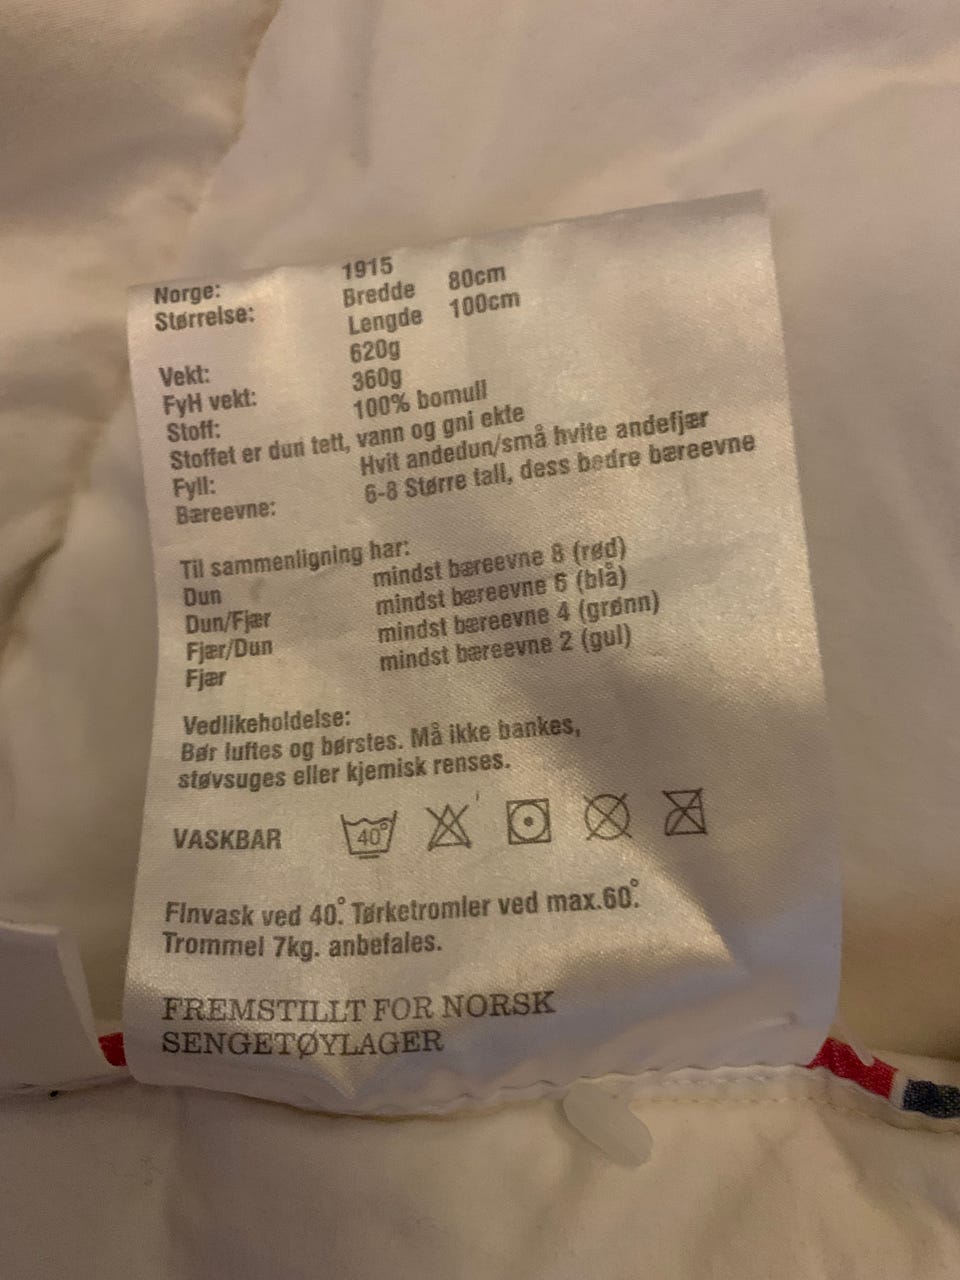 Norge: 1915
Størrelse: Bredde 80cm
Lengde 100cm
Vekt: 620g
FyH vekt: 360g
Stoff: 100% bomull
Stoffet er dun tett, vann og gni ekte
Fyll: Hvit andedun/små hvite andefjær
Bæreevne: 6-8 Større tall, dess bedre bæreevne
Til sammenligning har:
Dun mindst bæreevne 8 (rød)
Dun/Fjær mindst bæreevne 6 (blå)
Fjær/Dun mindst bæreevne 4 (grønn)
Fjær mindst bæreevne 2 (gul)
Vedlikeholdelse:
Bør luftes og børstes. Må ikke bankes,
støvsuges eller kjemisk renses.
VASKBAR 40°
FInvask ved 40°. Tørketromler ved max.60°.
Trommel 7kg. anbefales.
FREMSTILLT FOR NORSK
SENGETØYLAGER